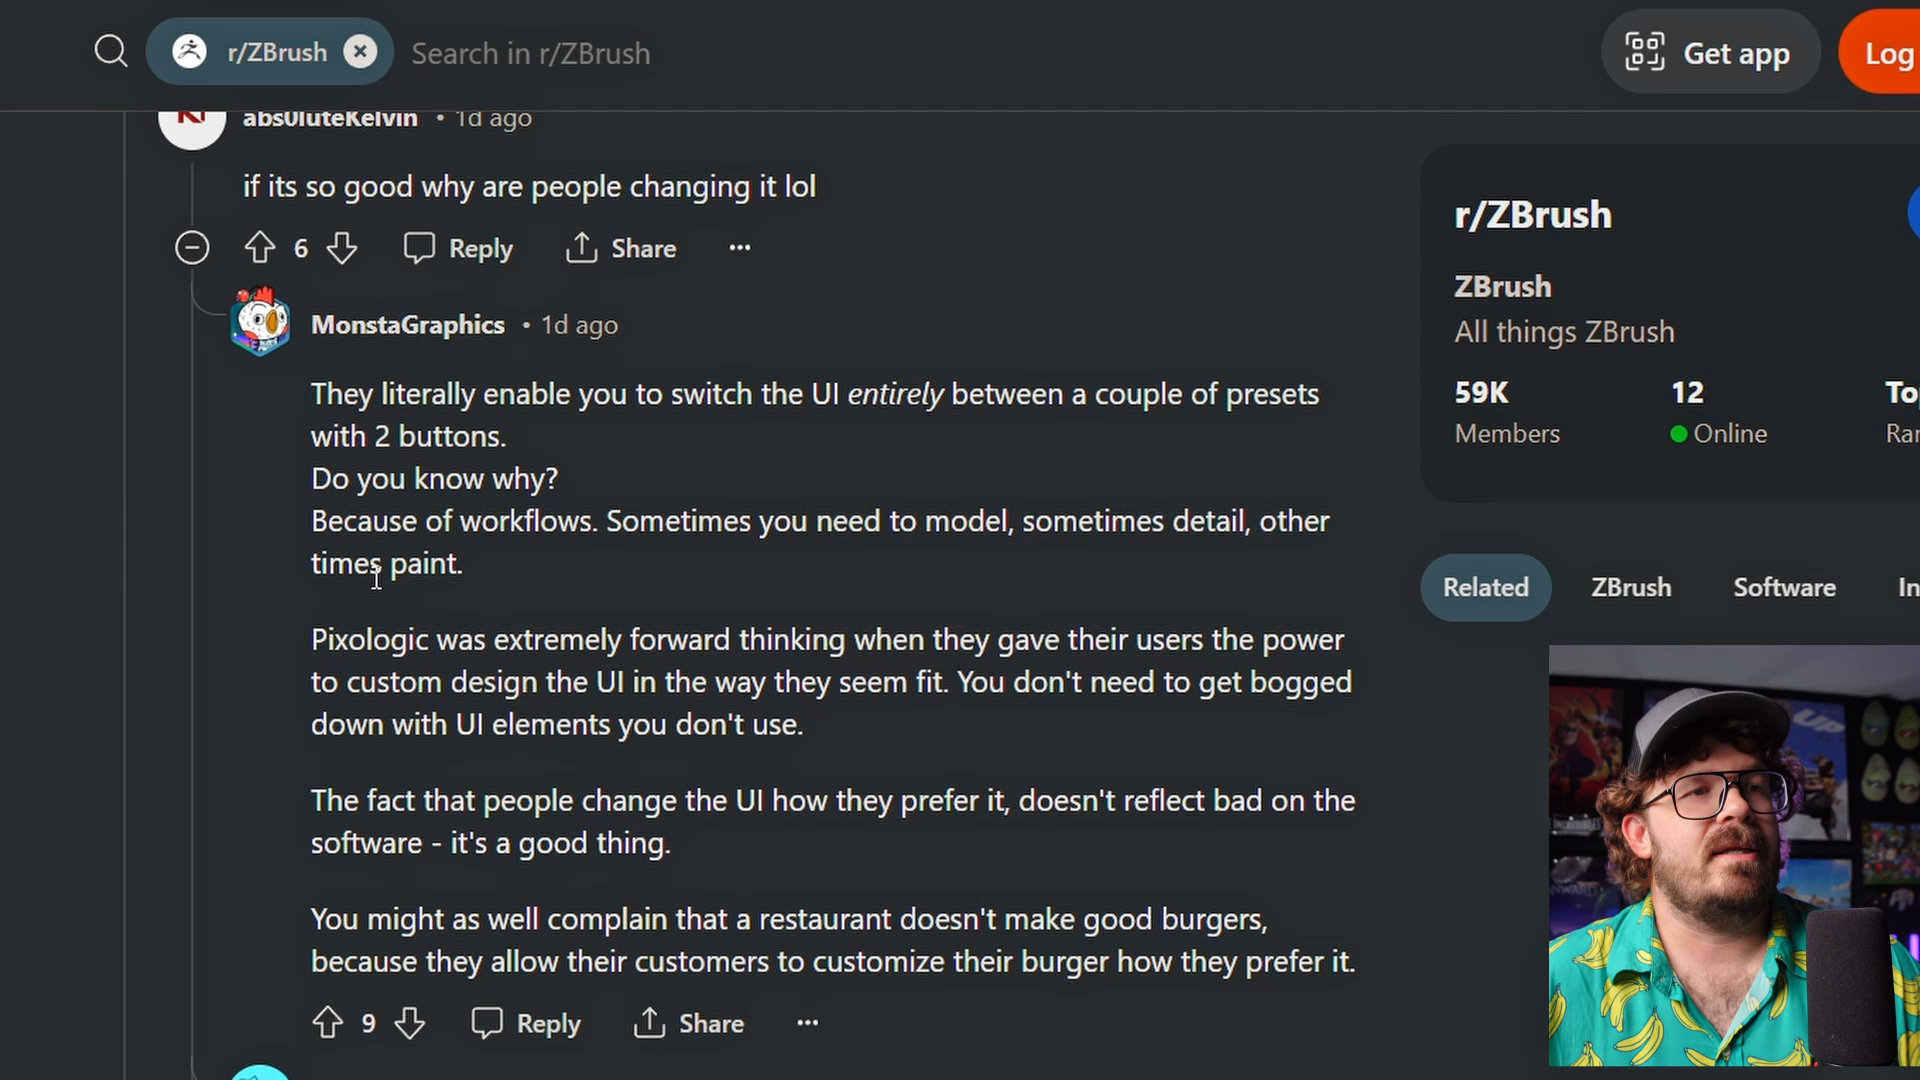 r/ZBrush
Search in r/ZBrush
Get app
Log
abs0luteKelvin • 1d ago
if its so good why are people changing it lol
6
Reply
Share
MonstaGraphics • 1d ago
They literally enable you to switch the UI entirely between a couple of presets
with 2 buttons.
Do you know why?
Because of workflows. Sometimes you need to model, sometimes detail, other
times paint.
Pixologic was extremely forward thinking when they gave their users the power
to custom design the UI in the way they seem fit. You don't need to get bogged
down with UI elements you don't use.
The fact that people change the UI how they prefer it, doesn't reflect bad on the
software - it's a good thing.
You might as well complain that a restaurant doesn't make good burgers,
because they allow their customers to customize their burger how they prefer it.
9
Reply
Share
r/ZBrush
ZBrush
All things ZBrush
59K
Members
12
Online
To
Ran
Related
ZBrush
Software
In
UP